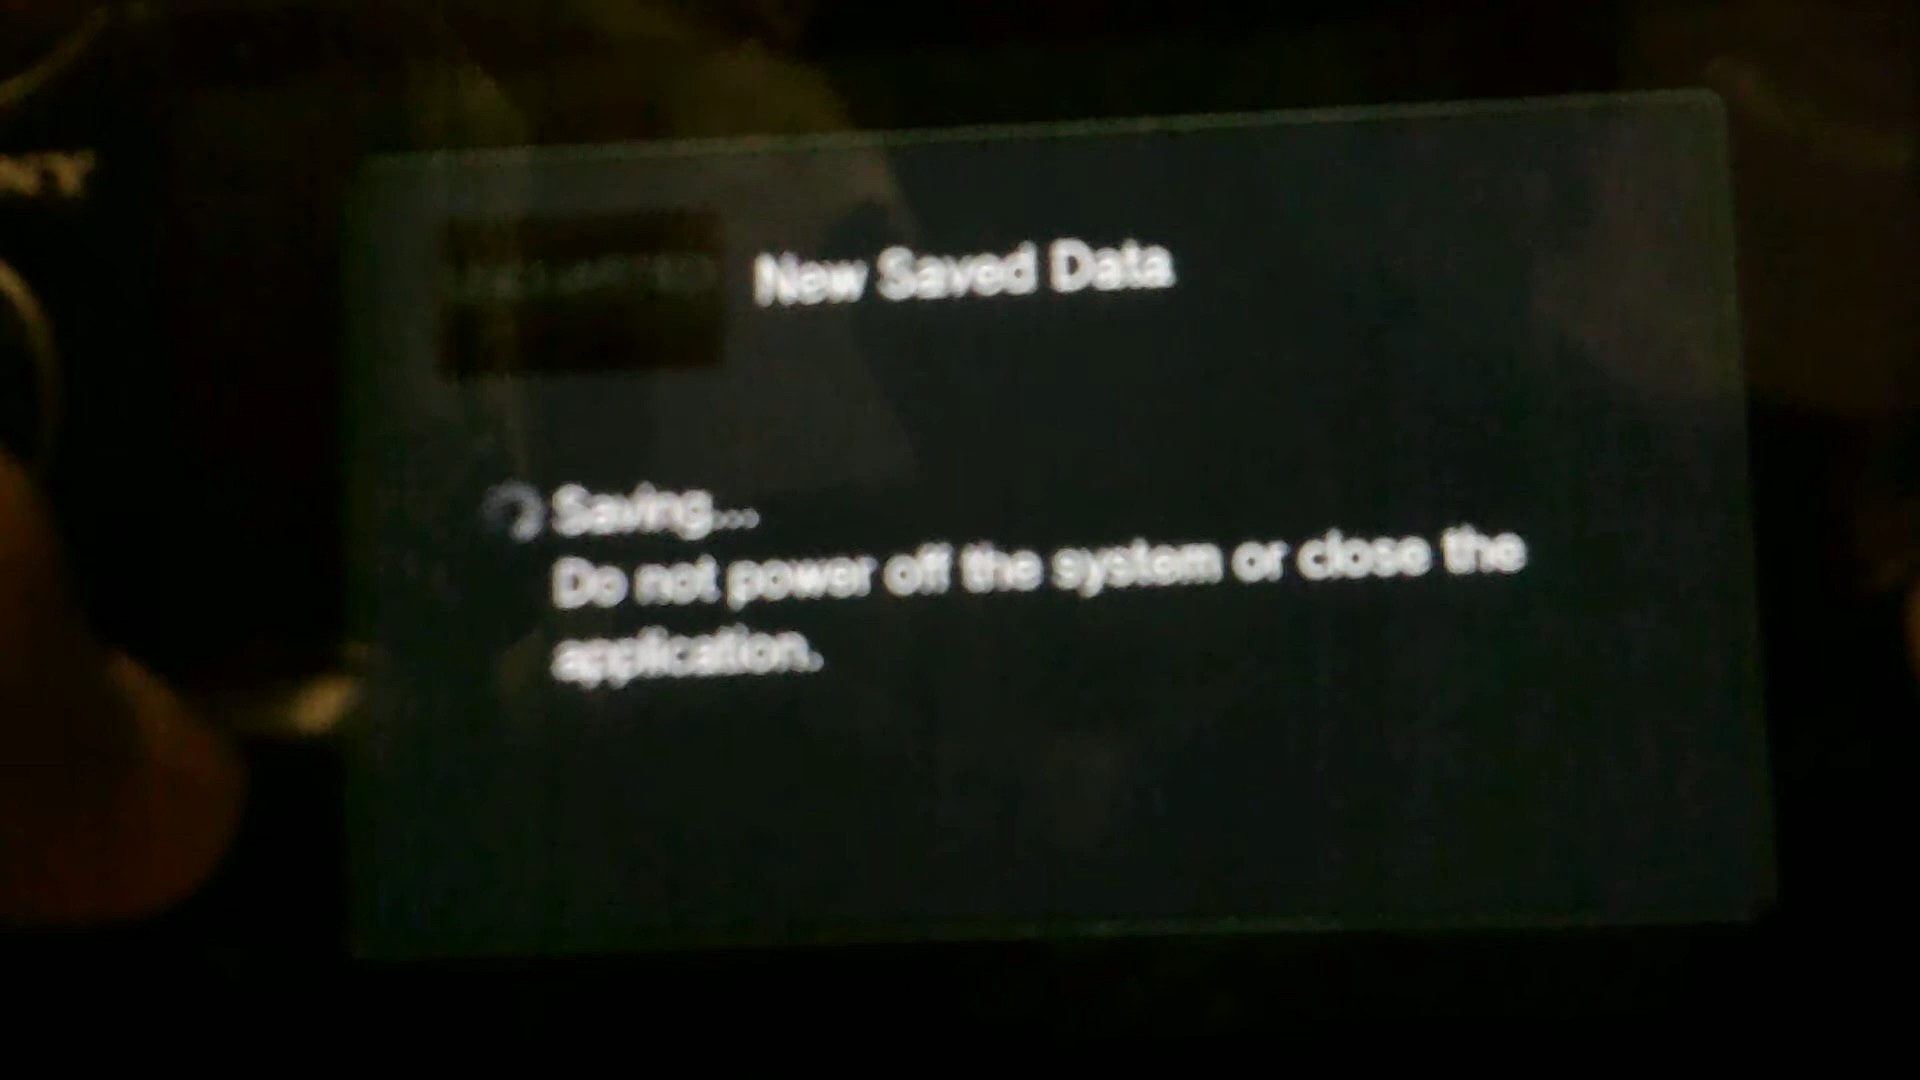 New Saved Data
Saving...
Do not power off the system or close the
application.